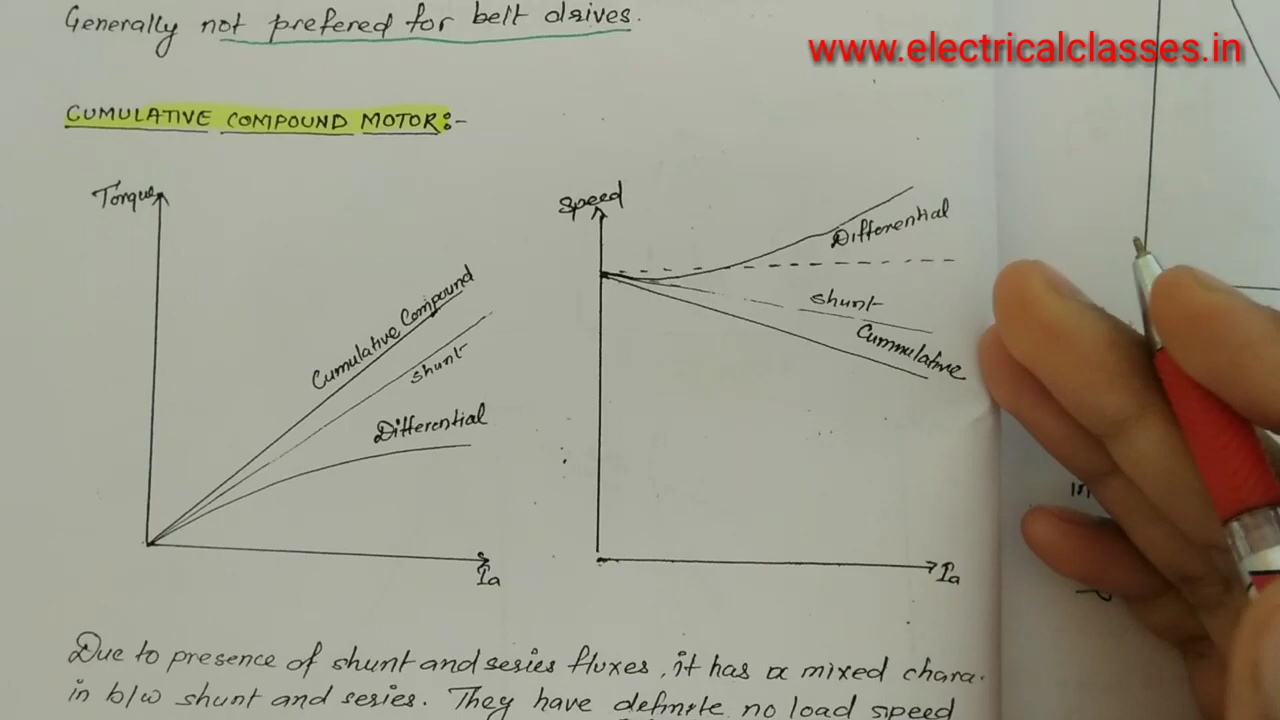 Generally not prefered for belt drives.
www.electricalclasses.in
CUMULATIVE COMPOUND MOTOR:-
Torque
Cumulative Compound
shunt
Differential
Ia
Speed
Differential
shunt
Cummulative
Ia
Due to presence of shunt and series fluxes, it has a mixed chara.
in b/w shunt and series. They have definite no load speed